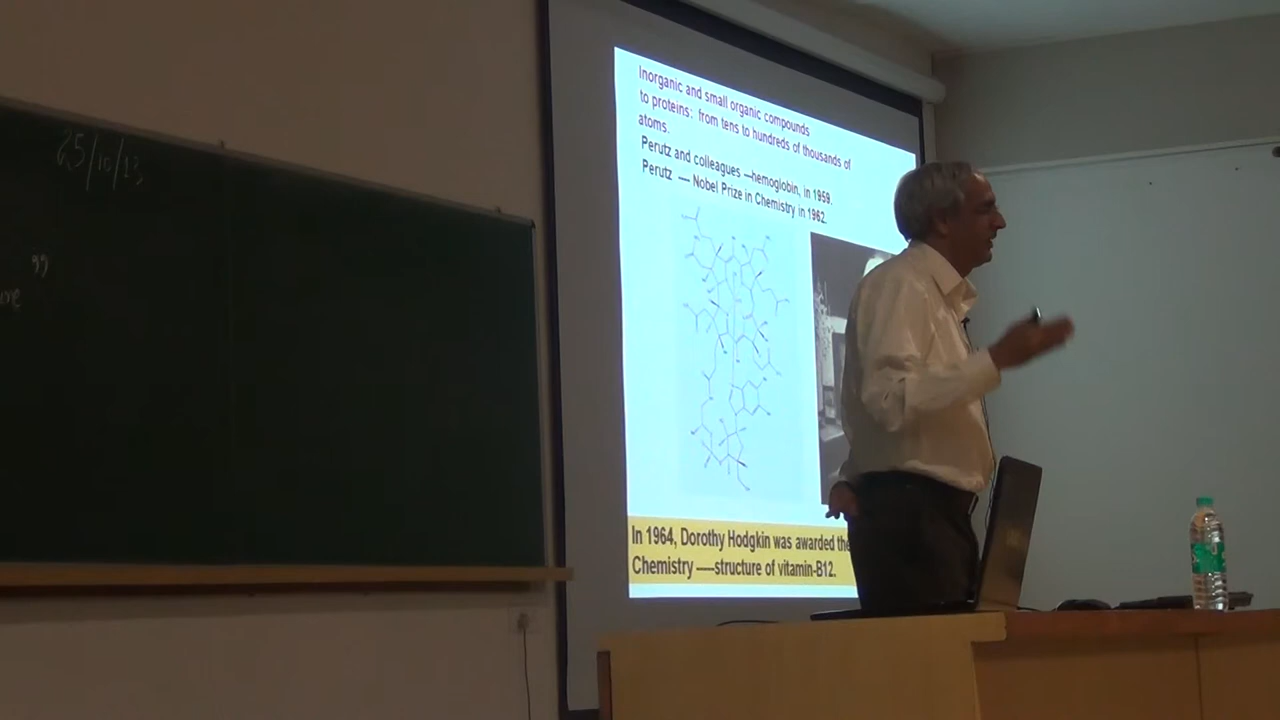 25/10/13
”
ure
Inorganic and small organic compounds
to proteins: from tens to hundreds of thousands of
atoms.
Perutz and colleagues —hemoglobin, in 1959.
Perutz — Nobel Prize in Chemistry in 1962.
In 1964, Dorothy Hodgkin was awarded the
Chemistry —–structure of vitamin-B12.